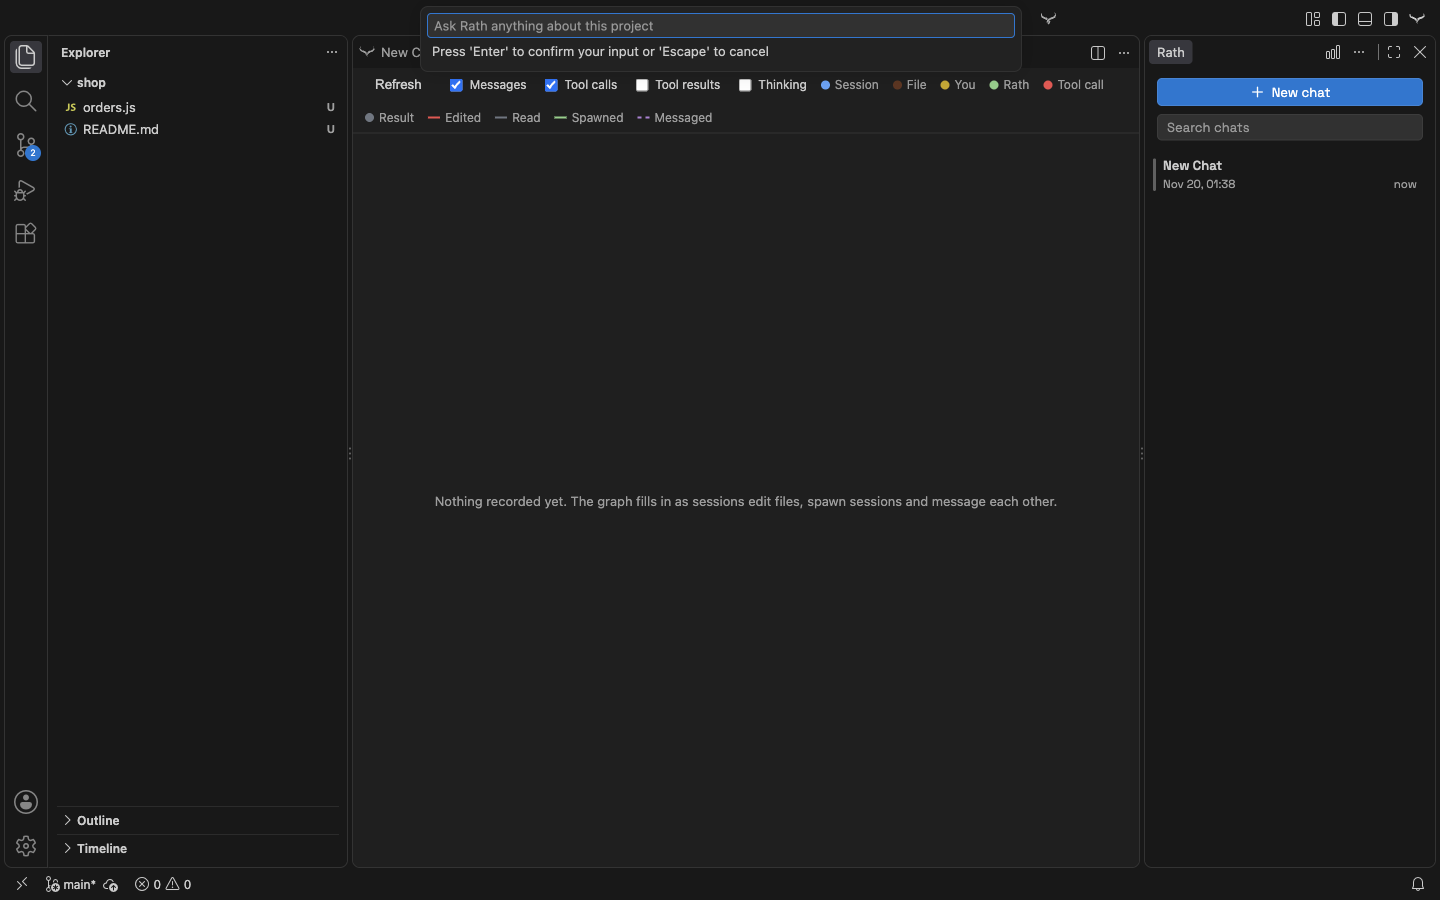 Ask Rath anything about this project
Press 'Enter' to confirm your input or 'Escape' to cancel
Explorer
shop
JS orders.js U
README.md U
2
Outline
Timeline
New C
Refresh Messages Tool calls Tool results Thinking Session File You Rath Tool call
Result Edited Read Spawned Messaged
Nothing recorded yet. The graph fills in as sessions edit files, spawn sessions and message each other.
Rath
New chat
Search chats
New Chat
Nov 20, 01:38 now
main* 0 0